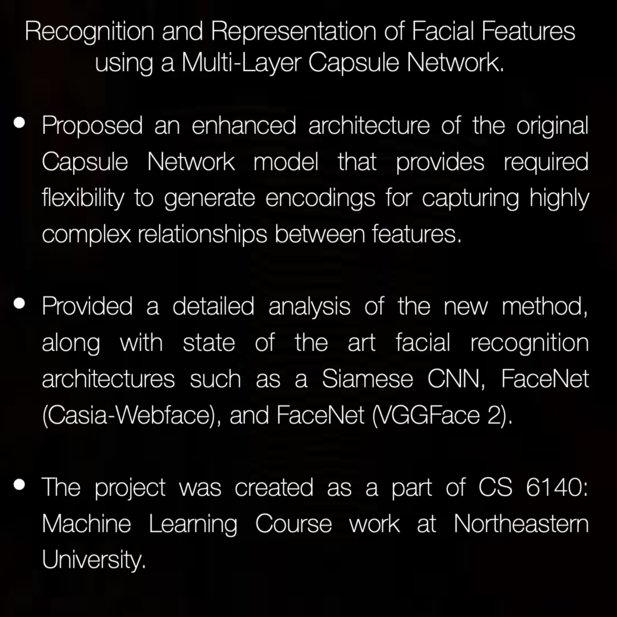 Recognition and Representation of Facial Features
using a Multi-Layer Capsule Network.
• Proposed an enhanced architecture of the original
Capsule Network model that provides required
flexibility to generate encodings for capturing highly
complex relationships between features.
• Provided a detailed analysis of the new method,
along with state of the art facial recognition
architectures such as a Siamese CNN, FaceNet
(Casia-Webface), and FaceNet (VGGFace 2).
• The project was created as a part of CS 6140:
Machine Learning Course work at Northeastern
University.